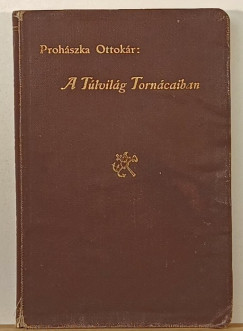 Prohászka Ottokár:
A Túlvilág Tornácaiban